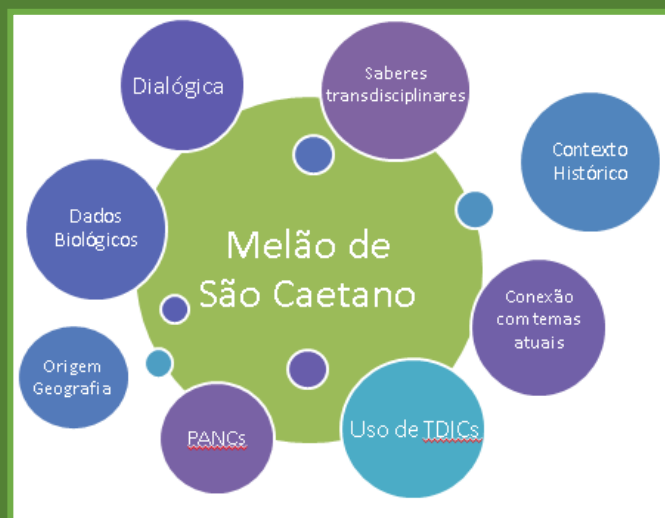 Dialógica
Saberes
transdisciplinares
Contexto
Histórico
Dados
Biológicos
Melão de
São Caetano
Conexão
com temas
atuais
Origem
Geografia
PANCs
Uso de TDICs